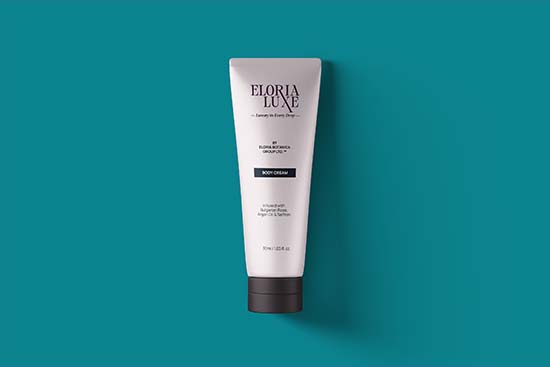 ELORIA
LUXE
— Luxury in Every Drop —
BY
ELORIA BOTANICA
GROUP LTD.™
BODY CREAM
Infused with
Bulgarian Rose,
Argan Oil & Saffron